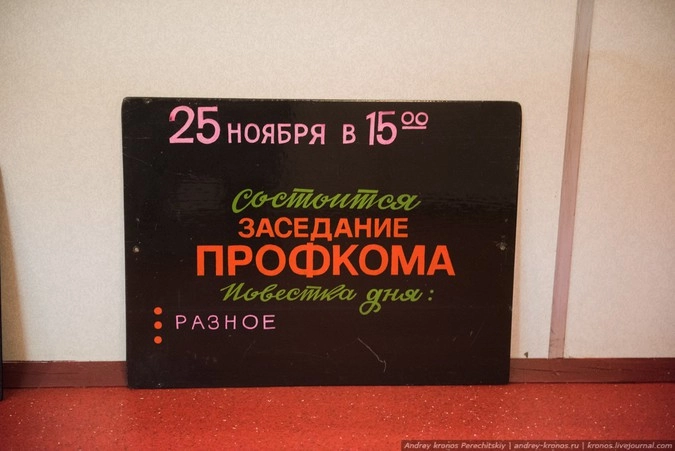 25 НОЯБРЯ В 15⁰⁰
состоится
ЗАСЕДАНИЕ
ПРОФКОМА
Повестка дня:
РАЗНОЕ
Andrey kronos Perechitskiy | andrey-kronos.ru | kronos.livejournal.com